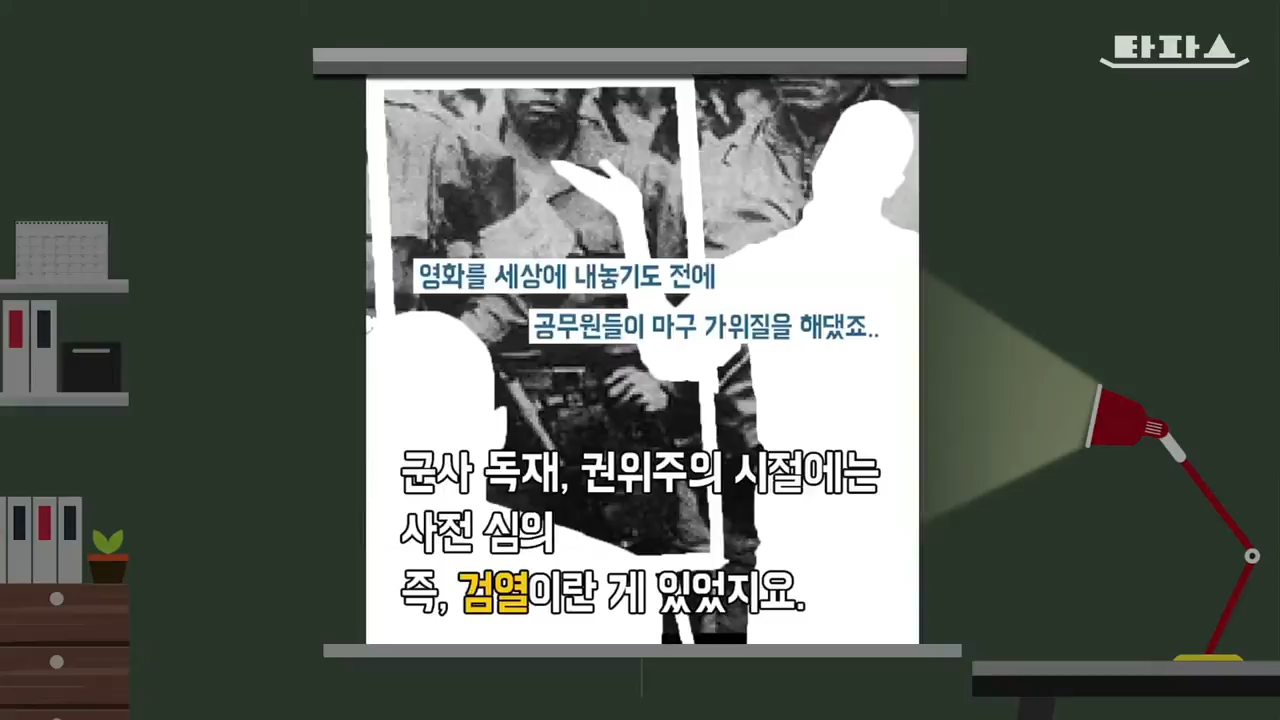 타파스
영화를 세상에 내놓기도 전에
공무원들이 마구 가위질을 해댔죠..
군사 독재, 권위주의 시절에는
사전 심의
즉, 검열이란 게 있었지요.